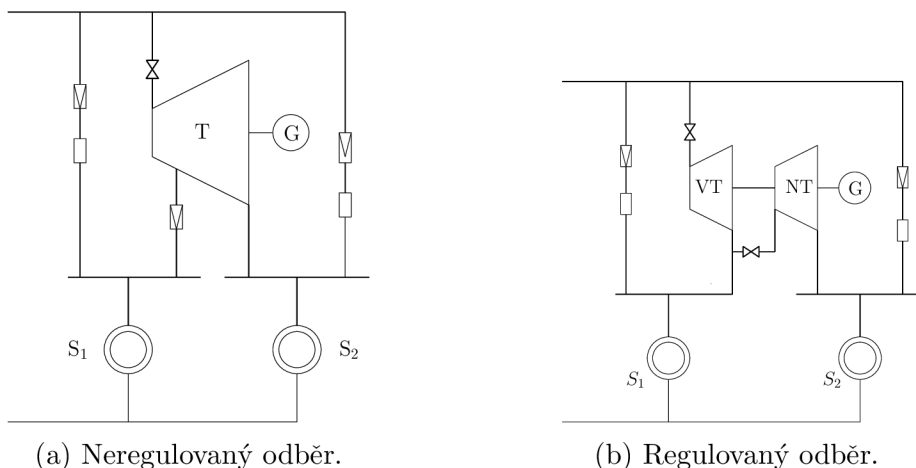 T
G
S₁
S₂
(a) Neregulovaný odběr.
VT
NT
G
S₁
S₂
(b) Regulovaný odběr.